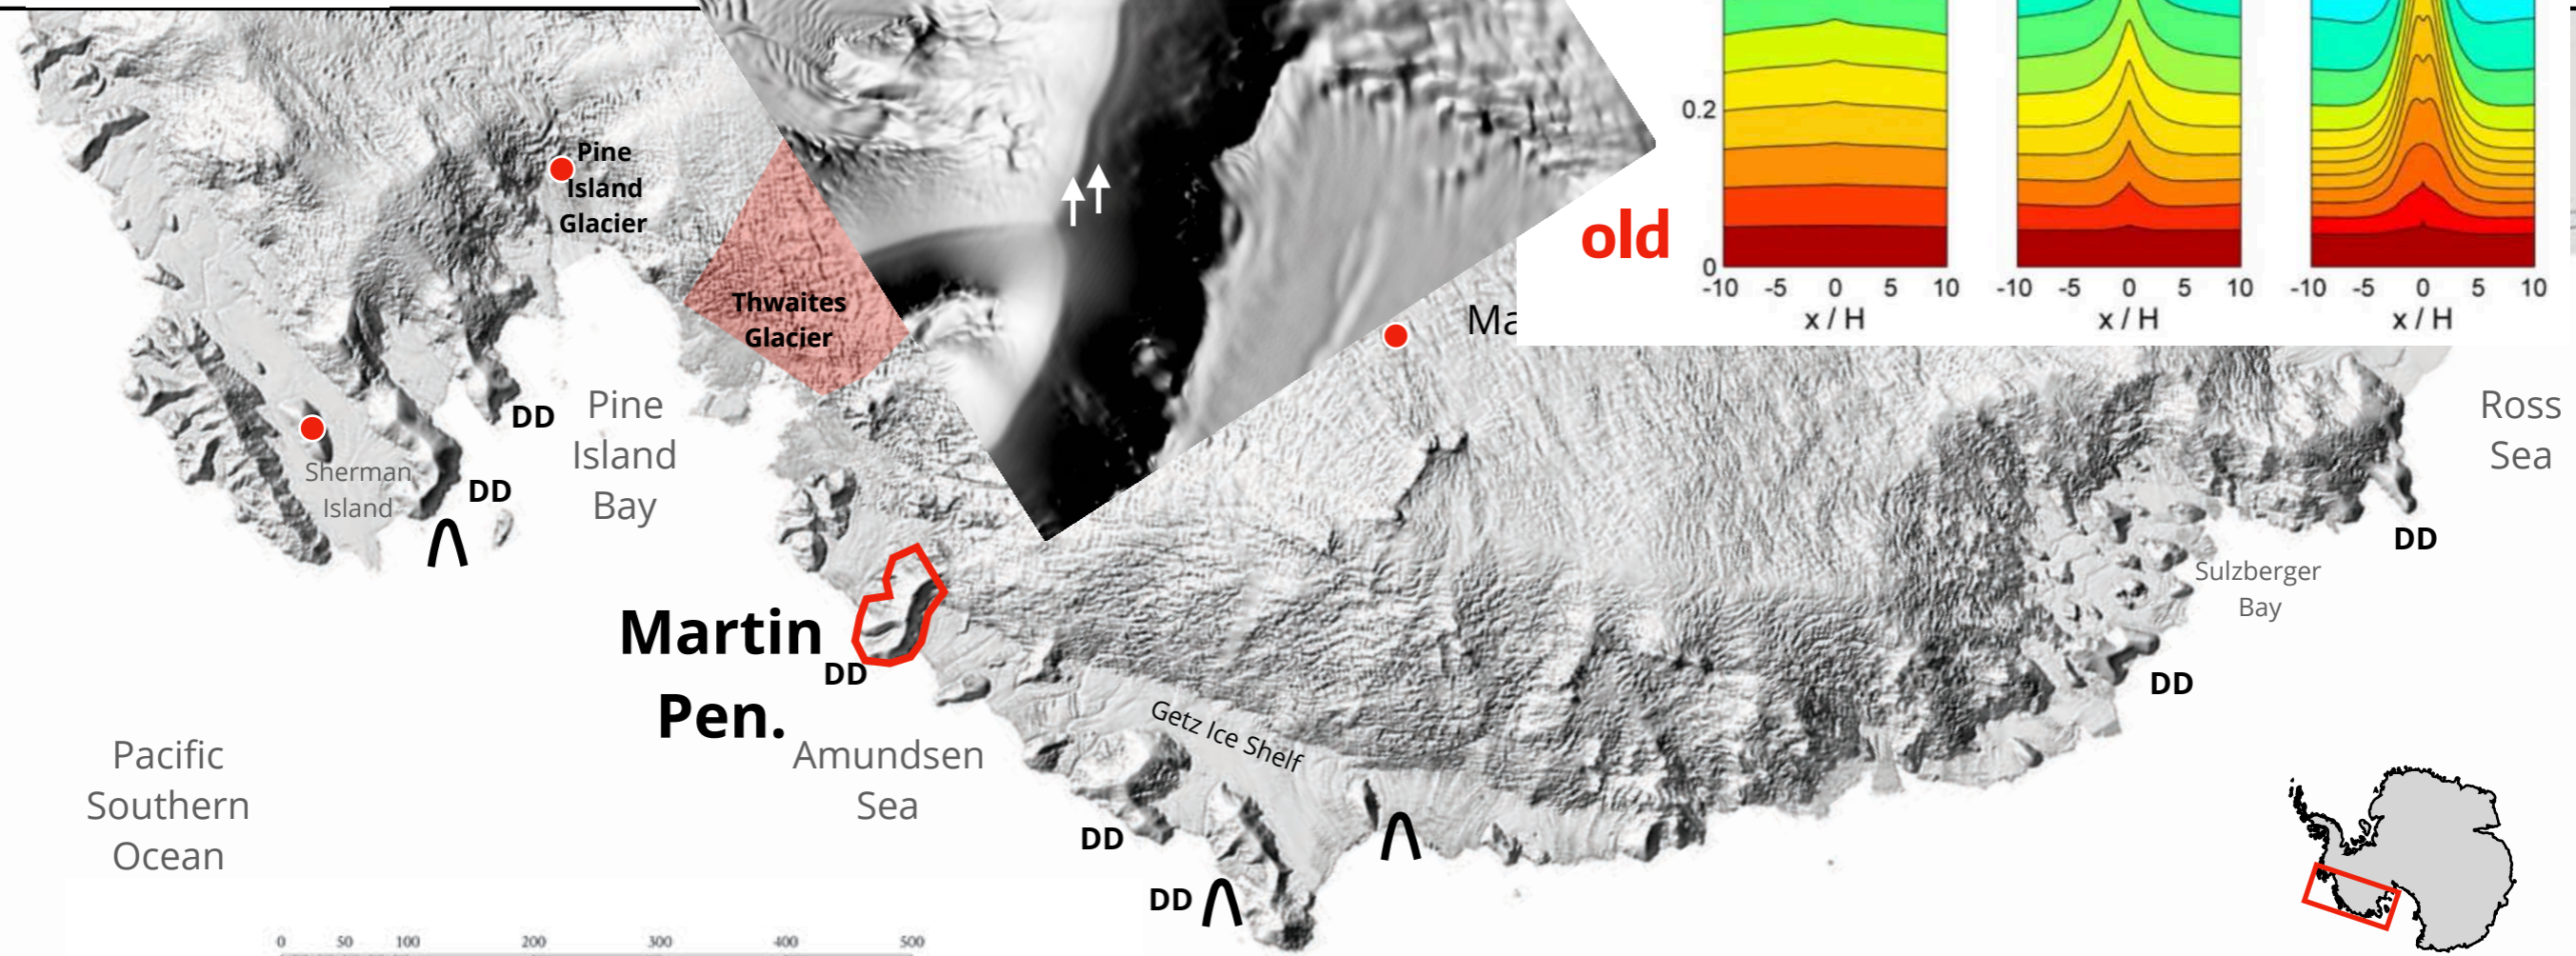 Pine
Island
Glacier
Thwaites
Glacier
old
0.2
0
-10 -5 0 5 10
x / H
-10 -5 0 5 10
x / H
-10 -5 0 5 10
x / H
Ma
Sherman
Island
DD
DD
Pine
Island
Bay
Ross
Sea
DD
Sulzberger
Bay
DD
Martin
Pen.
DD
Getz Ice Shelf
Amundsen
Sea
Pacific
Southern
Ocean
DD
DD
0 50 100 200 300 400 500